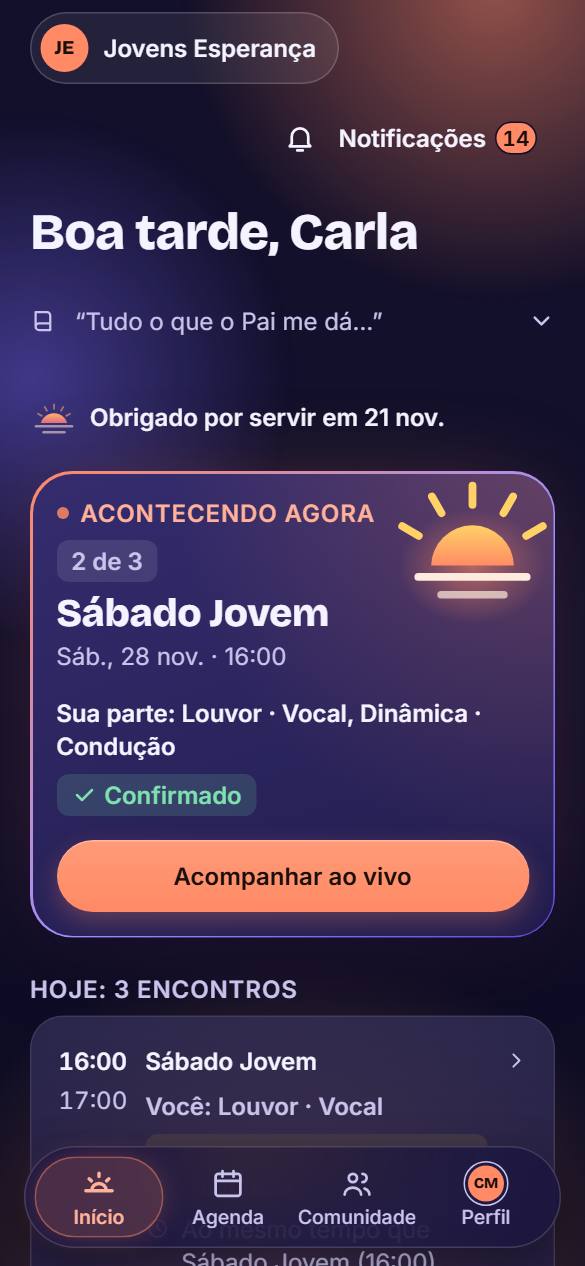 JE Jovens Esperança
Notificações 14
Boa tarde, Carla
“Tudo o que o Pai me dá…”
Obrigado por servir em 21 nov.
ACONTECENDO AGORA
2 de 3
Sábado Jovem
Sáb., 28 nov. · 16:00
Sua parte: Louvor · Vocal, Dinâmica ·
Condução
Confirmado
Acompanhar ao vivo
HOJE: 3 ENCONTROS
16:00 Sábado Jovem
17:00 Você: Louvor · Vocal
Ao mesmo tempo que
Sábado Jovem (16:00)
Início Agenda Comunidade CM Perfil